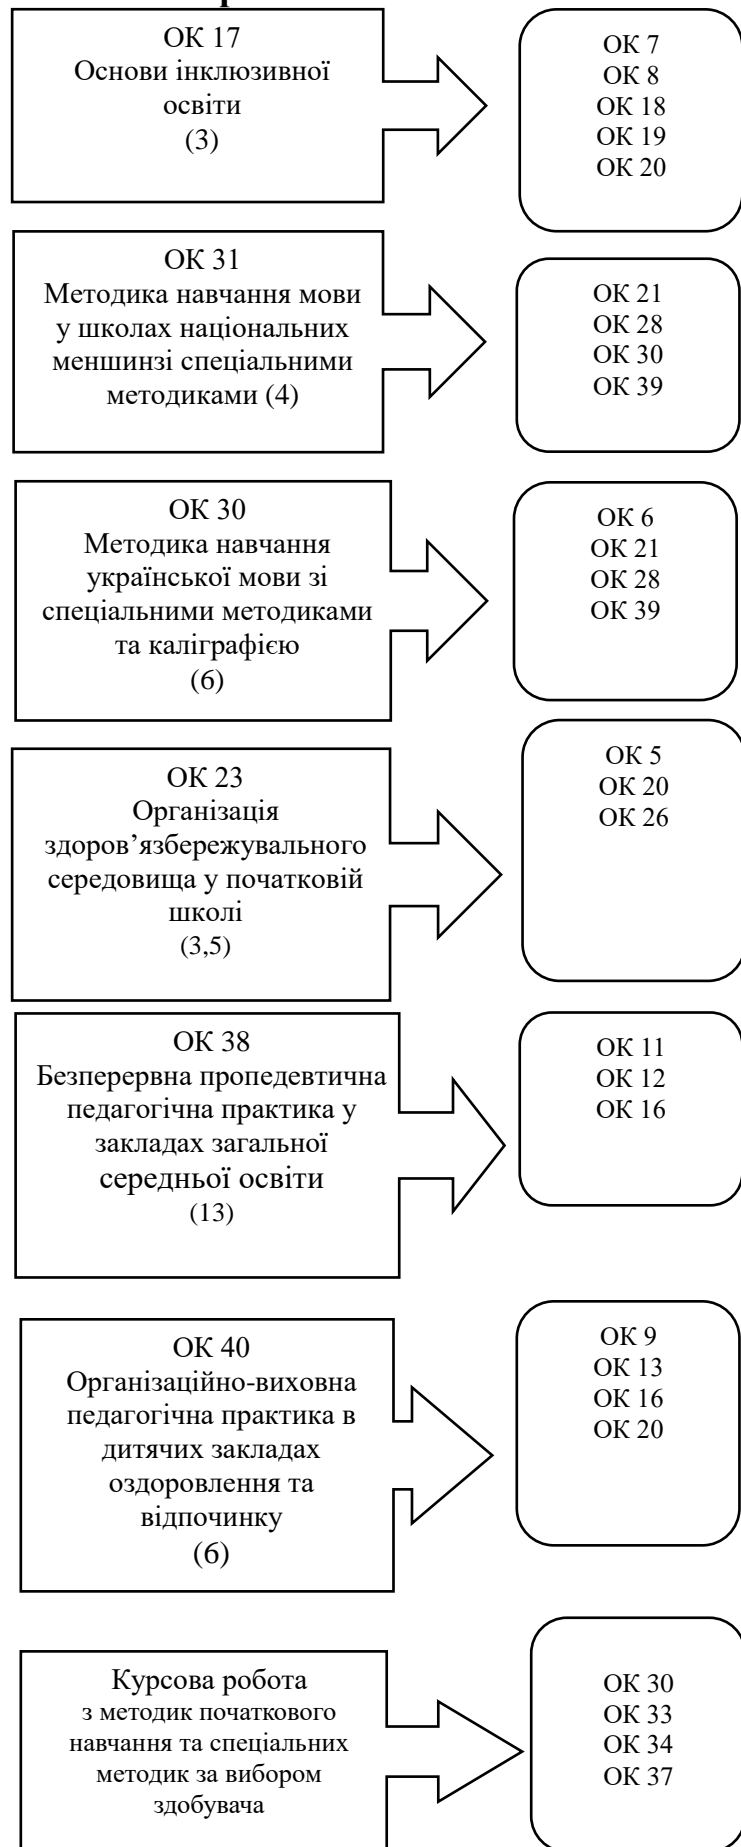 ОК 17
Основи інклюзивної
освіти
(3)
ОК 7
ОК 8
ОК 18
ОК 19
ОК 20
ОК 31
Методика навчання мови
у школах національних
меншинзі спеціальними
методиками (4)
ОК 21
ОК 28
ОК 30
ОК 39
ОК 30
Методика навчання
української мови зі
спеціальними методиками
та каліграфією
(6)
ОК 6
ОК 21
ОК 28
ОК 39
ОК 23
Організація
здоров’язбережувального
середовища у початковій
школі
(3,5)
ОК 5
ОК 20
ОК 26
ОК 38
Безперервна пропедевтична
педагогічна практика у
закладах загальної
середньої освіти
(13)
ОК 11
ОК 12
ОК 16
ОК 40
Організаційно-виховна
педагогічна практика в
дитячих закладах
оздоровлення та
відпочинку
(6)
ОК 9
ОК 13
ОК 16
ОК 20
Курсова робота
з методик початкового
навчання та спеціальних
методик за вибором
здобувача
ОК 30
ОК 33
ОК 34
ОК 37